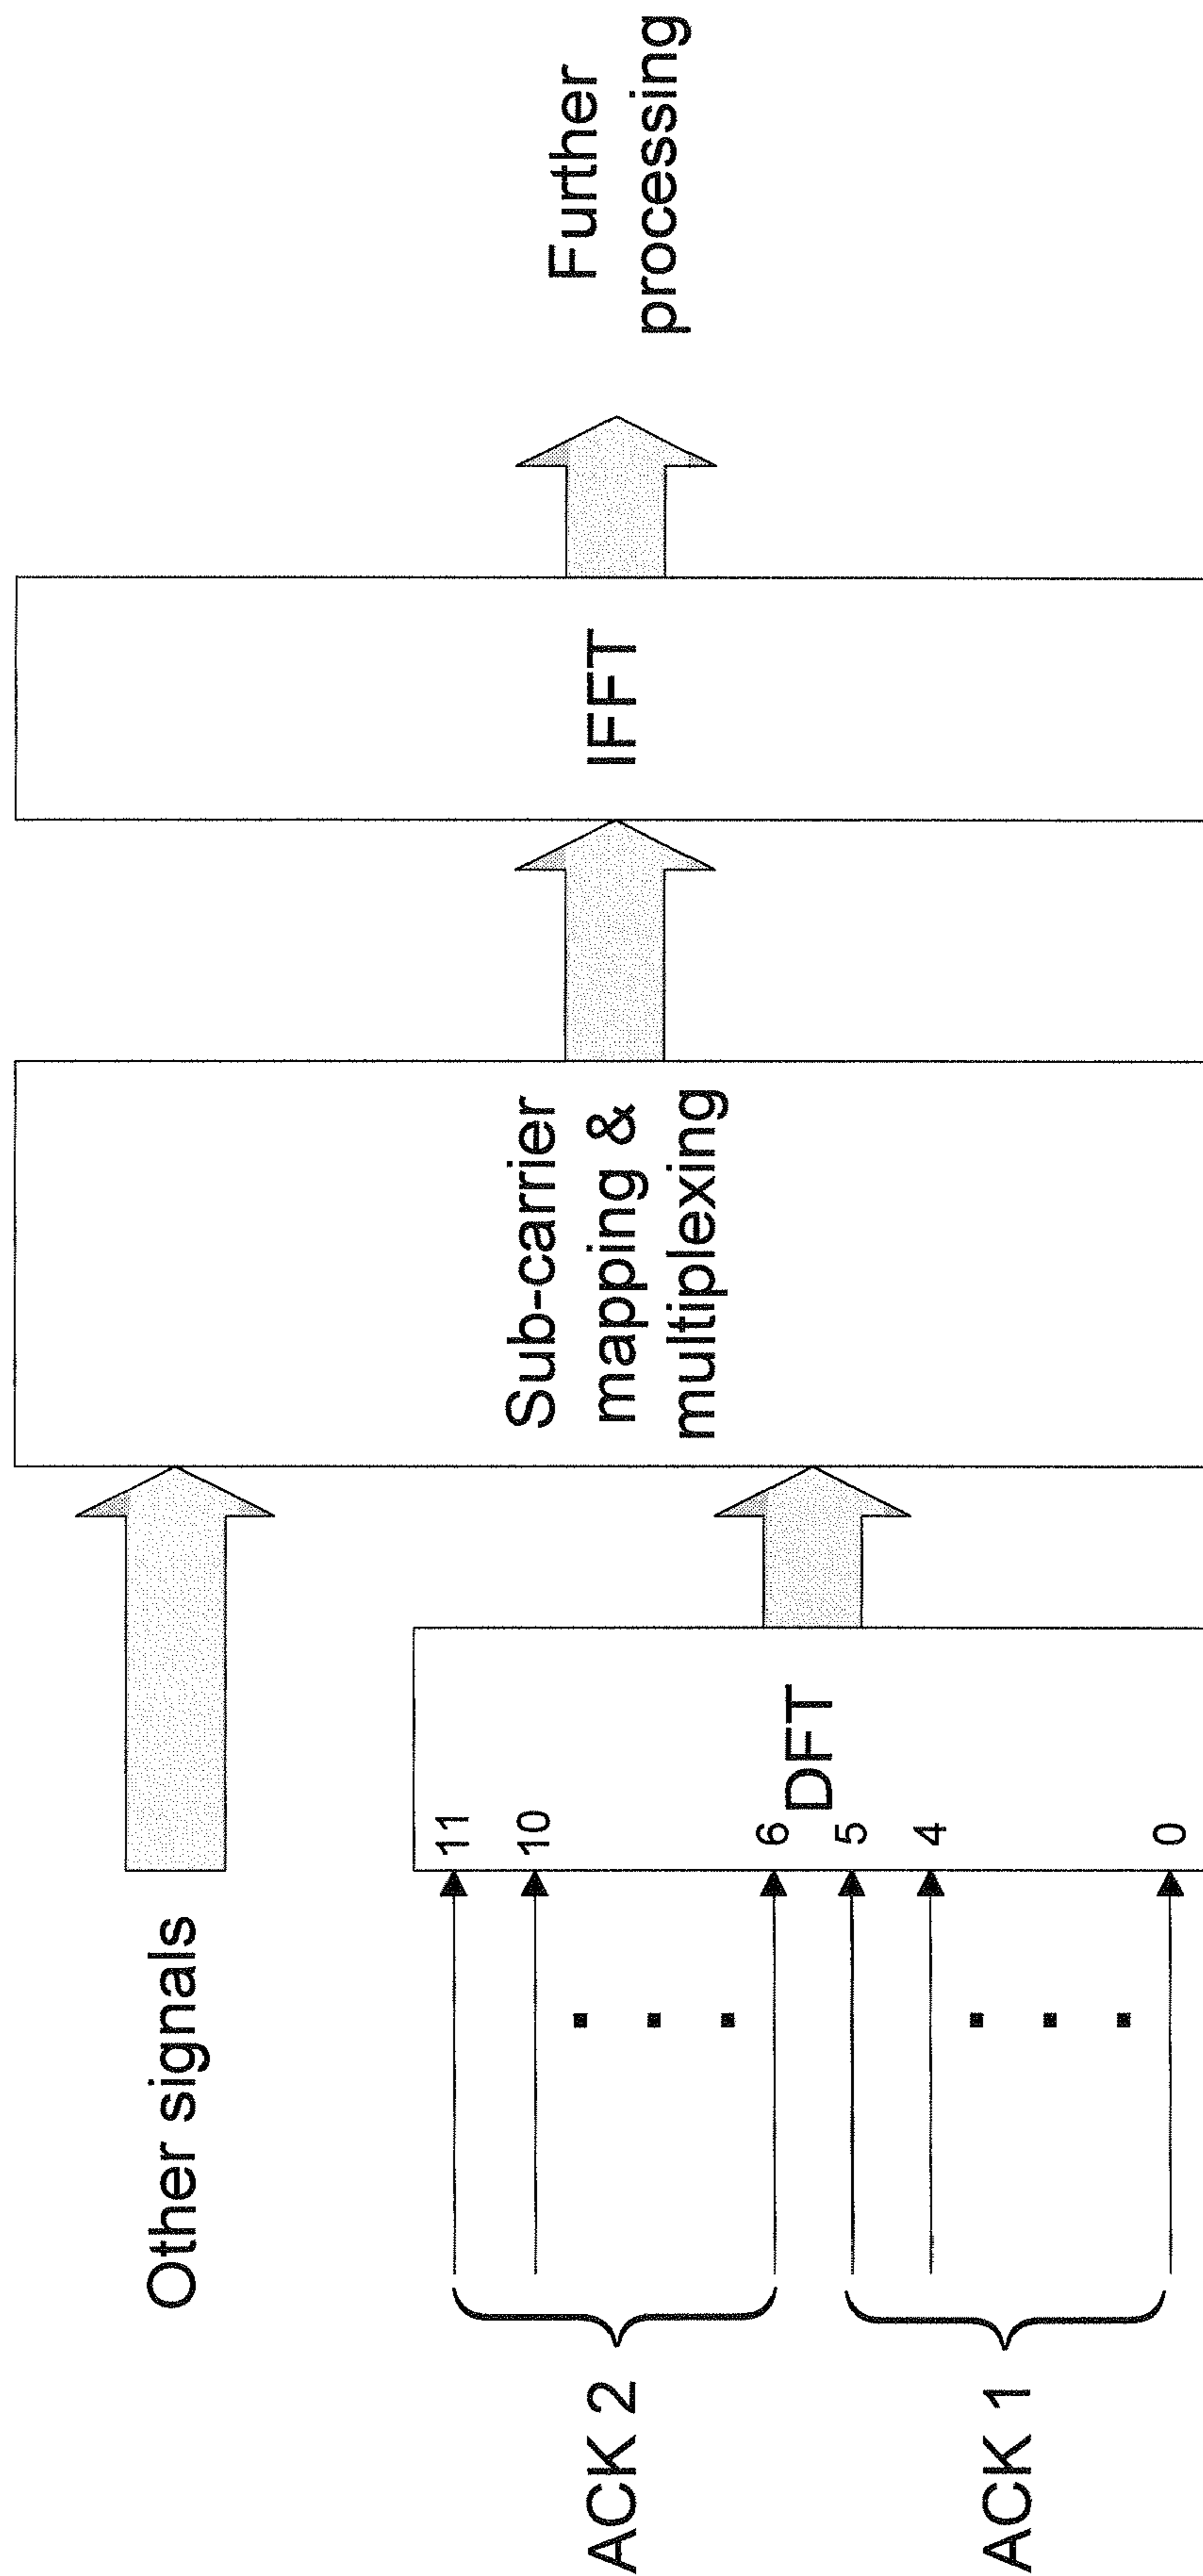 Other signals
ACK 2
ACK 1
11
10
6
5
4
0
DFT
Sub-carrier
mapping &
multiplexing
IFFT
Further
processing